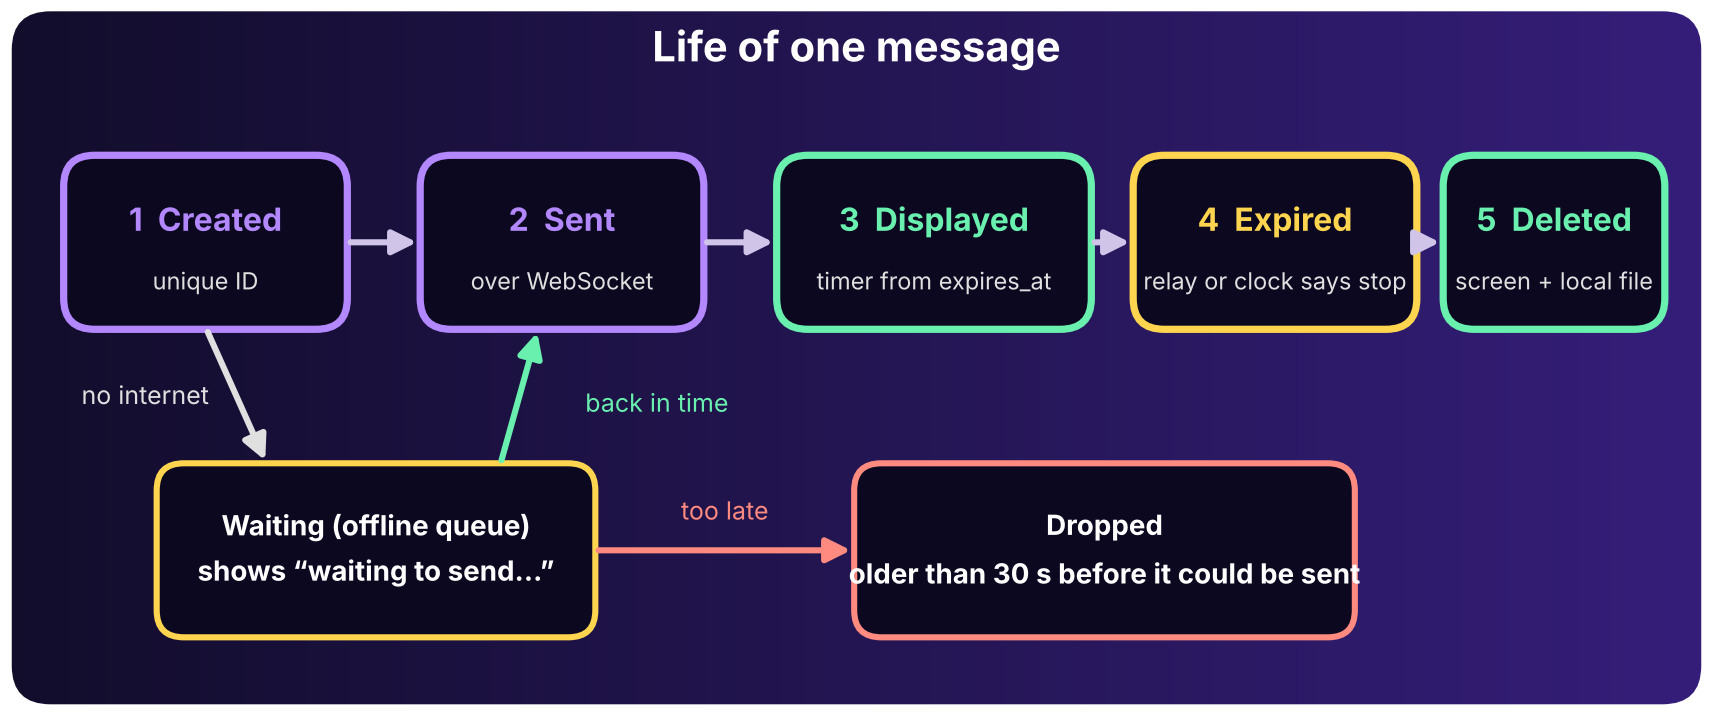 Life of one message
1 Created
unique ID
2 Sent
over WebSocket
3 Displayed
timer from expires_at
4 Expired
relay or clock says stop
5 Deleted
screen + local file
no internet
back in time
Waiting (offline queue)
shows “waiting to send…”
too late
Dropped
older than 30 s before it could be sent